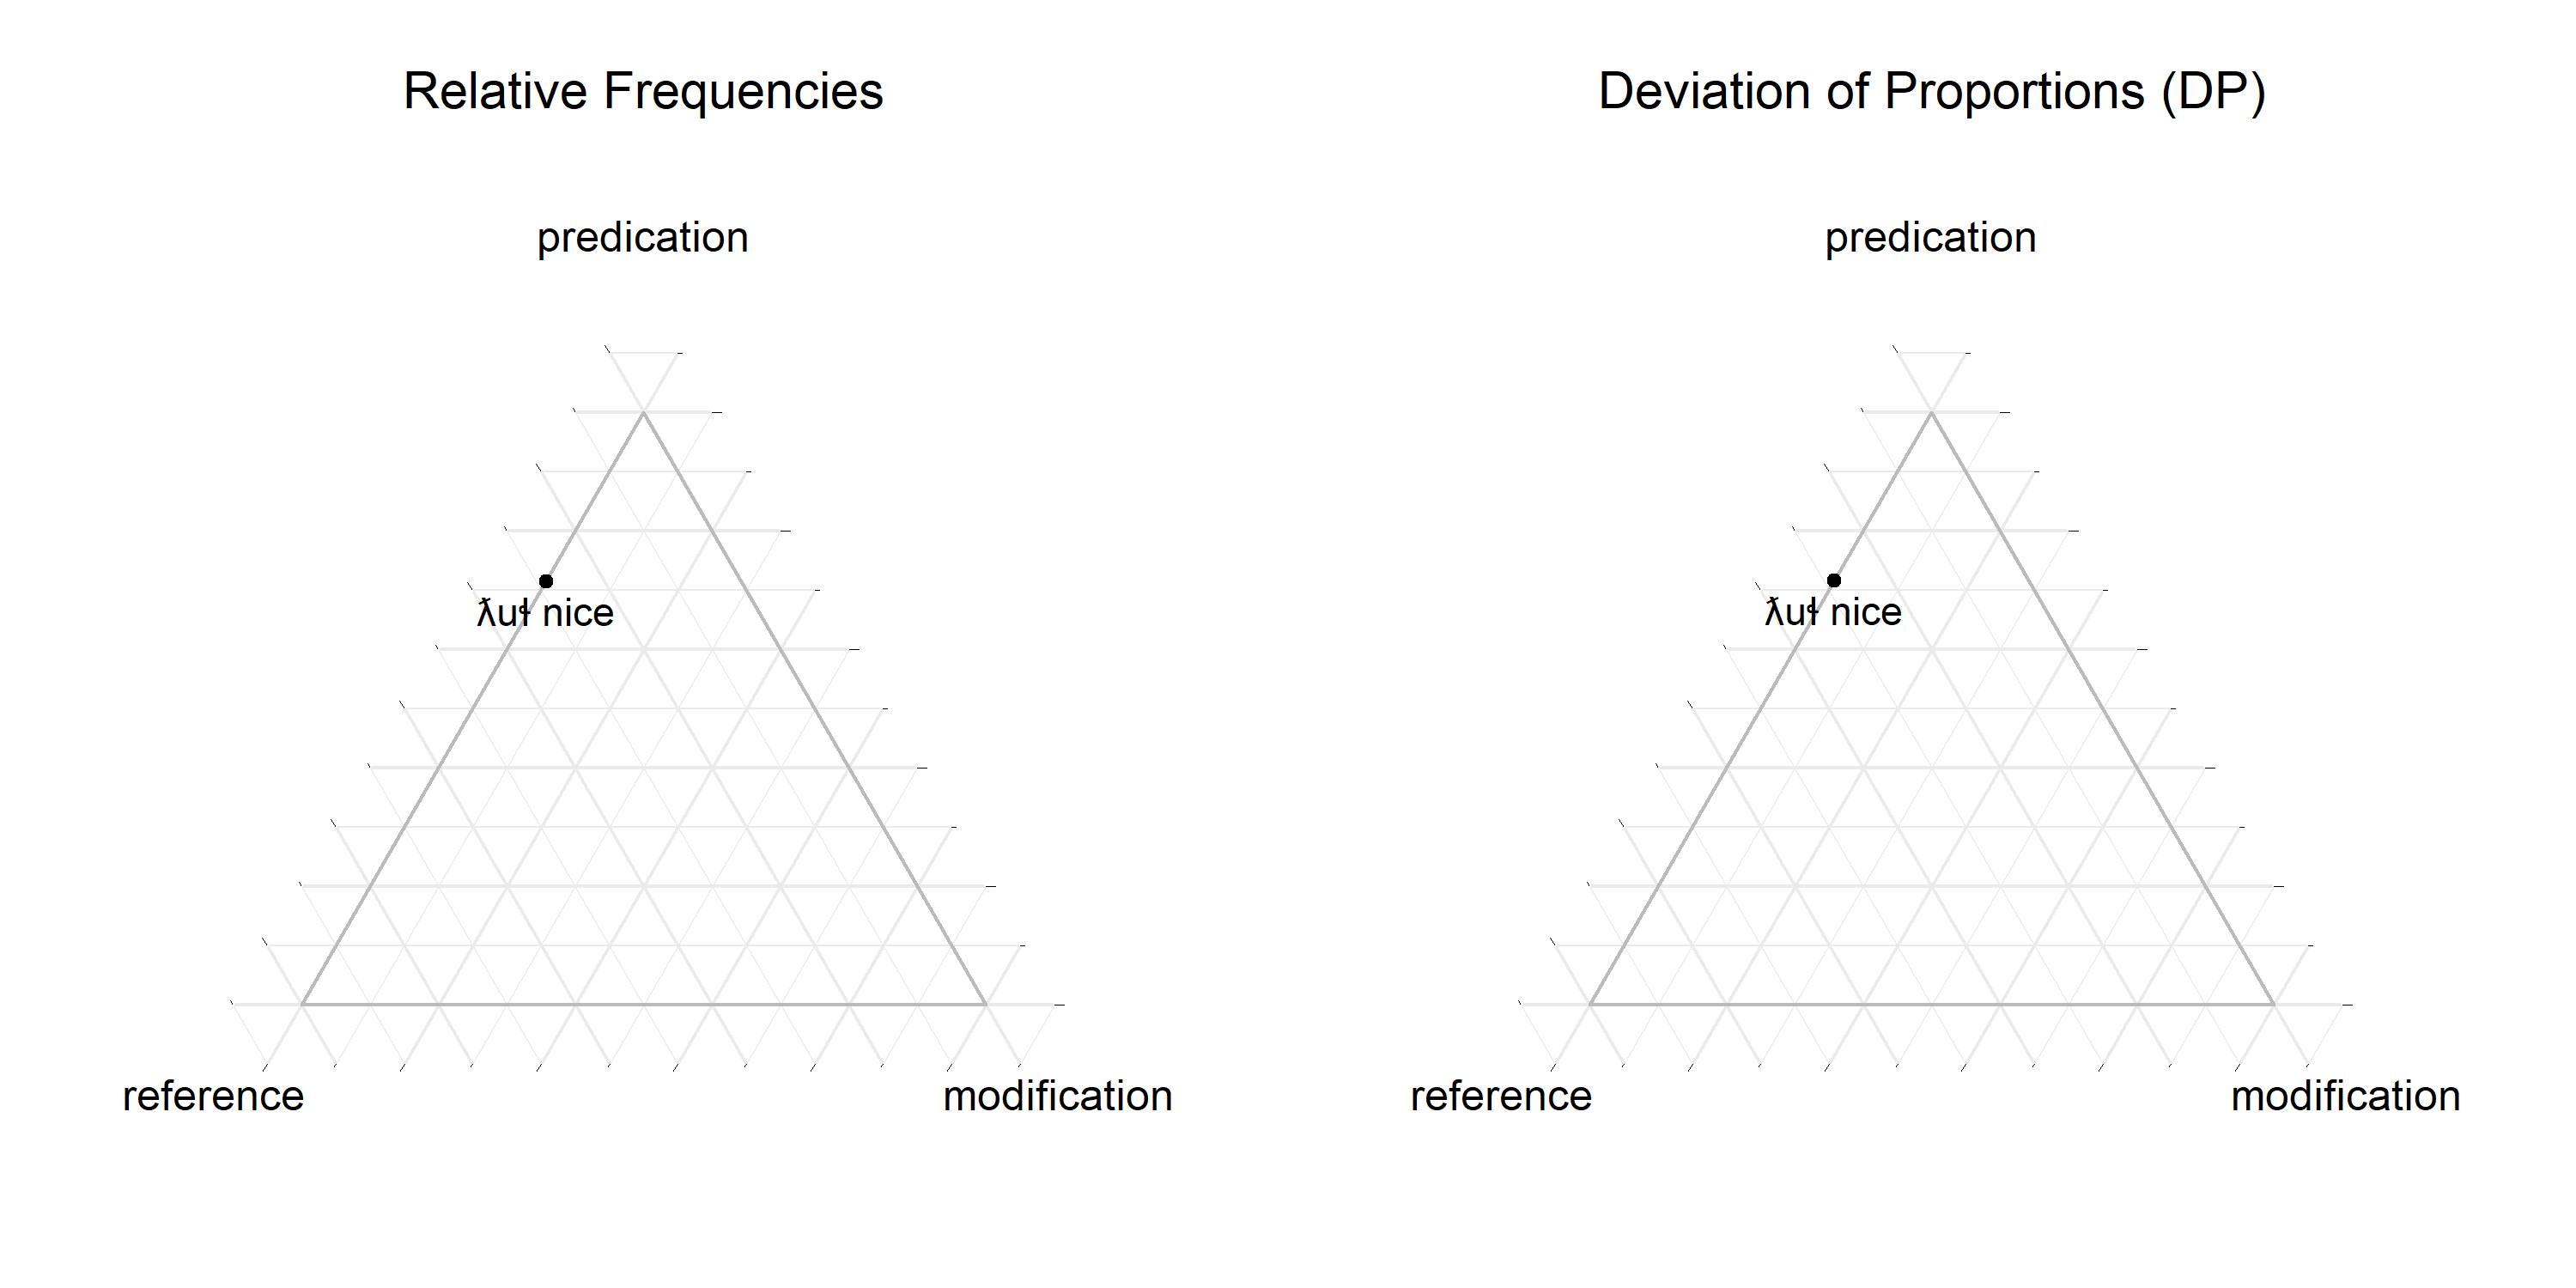 Relative Frequencies
predication
ƛuɬ nice
reference
modification
Deviation of Proportions (DP)
predication
ƛuɬ nice
reference
modification